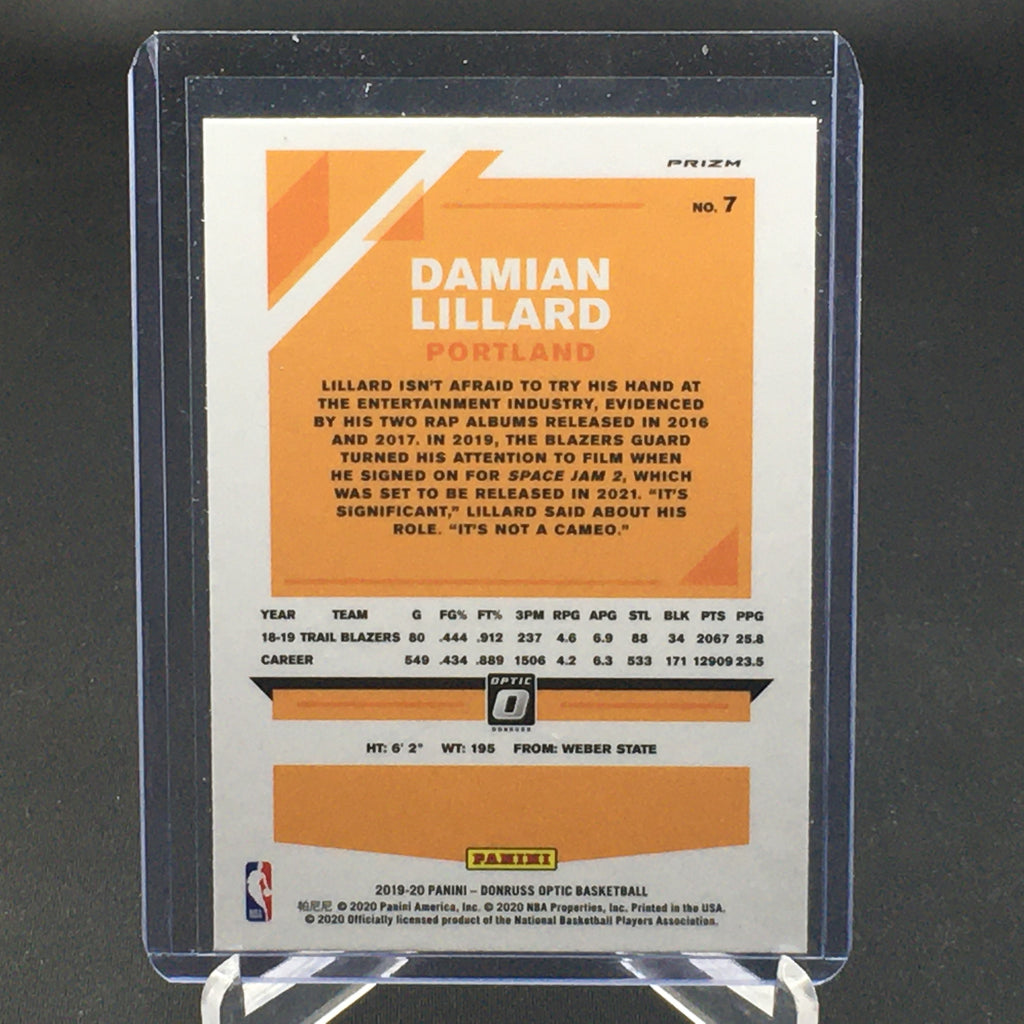 PRIZM
NO. 7
DAMIAN
LILLARD
PORTLAND
LILLARD ISN'T AFRAID TO TRY HIS HAND AT
THE ENTERTAINMENT INDUSTRY, EVIDENCED
BY HIS TWO RAP ALBUMS RELEASED IN 2016
AND 2017. IN 2019, THE BLAZERS GUARD
TURNED HIS ATTENTION TO FILM WHEN
HE SIGNED ON FOR SPACE JAM 2, WHICH
WAS SET TO BE RELEASED IN 2021. “IT'S
SIGNIFICANT,” LILLARD SAID ABOUT HIS
ROLE. “IT'S NOT A CAMEO.”
YEAR TEAM G FG% FT% 3PM RPG APG STL BLK PTS PPG
18-19 TRAIL BLAZERS 80 .444 .912 237 4.6 6.9 88 34 2067 25.8
CAREER 549 .434 .889 1506 4.2 6.3 533 171 12909 23.5
OPTIC
O
DONRUSS
HT: 6' 2" WT: 195 FROM: WEBER STATE
PANINI
NBA
2019-20 PANINI – DONRUSS OPTIC BASKETBALL
帕尼尼 © 2020 Panini America, Inc. © 2020 NBA Properties, Inc. Printed in the USA.
© 2020 Officially licensed product of the National Basketball Players Association.